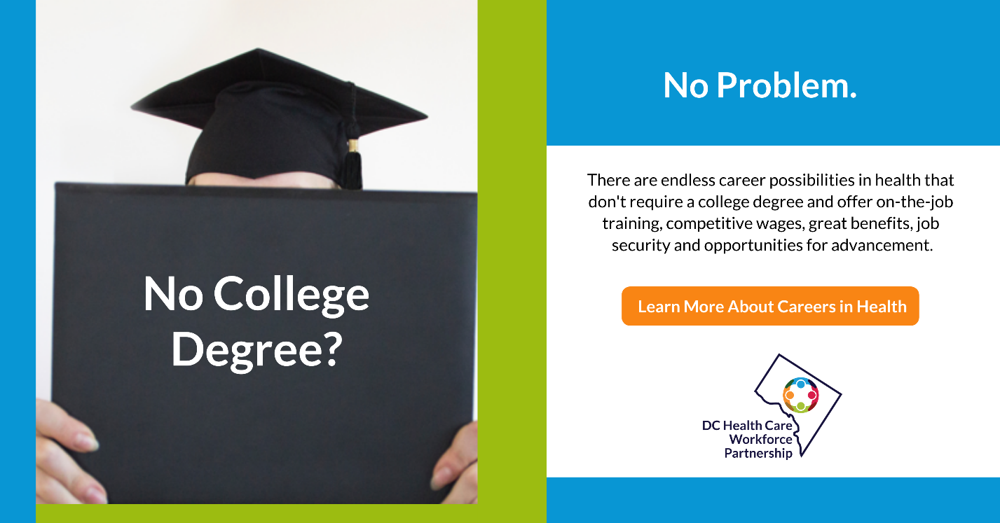 No College
Degree?
No Problem.
There are endless career possibilities in health that
don't require a college degree and offer on-the-job
training, competitive wages, great benefits, job
security and opportunities for advancement.
Learn More About Careers in Health
DC Health Care
Workforce
Partnership